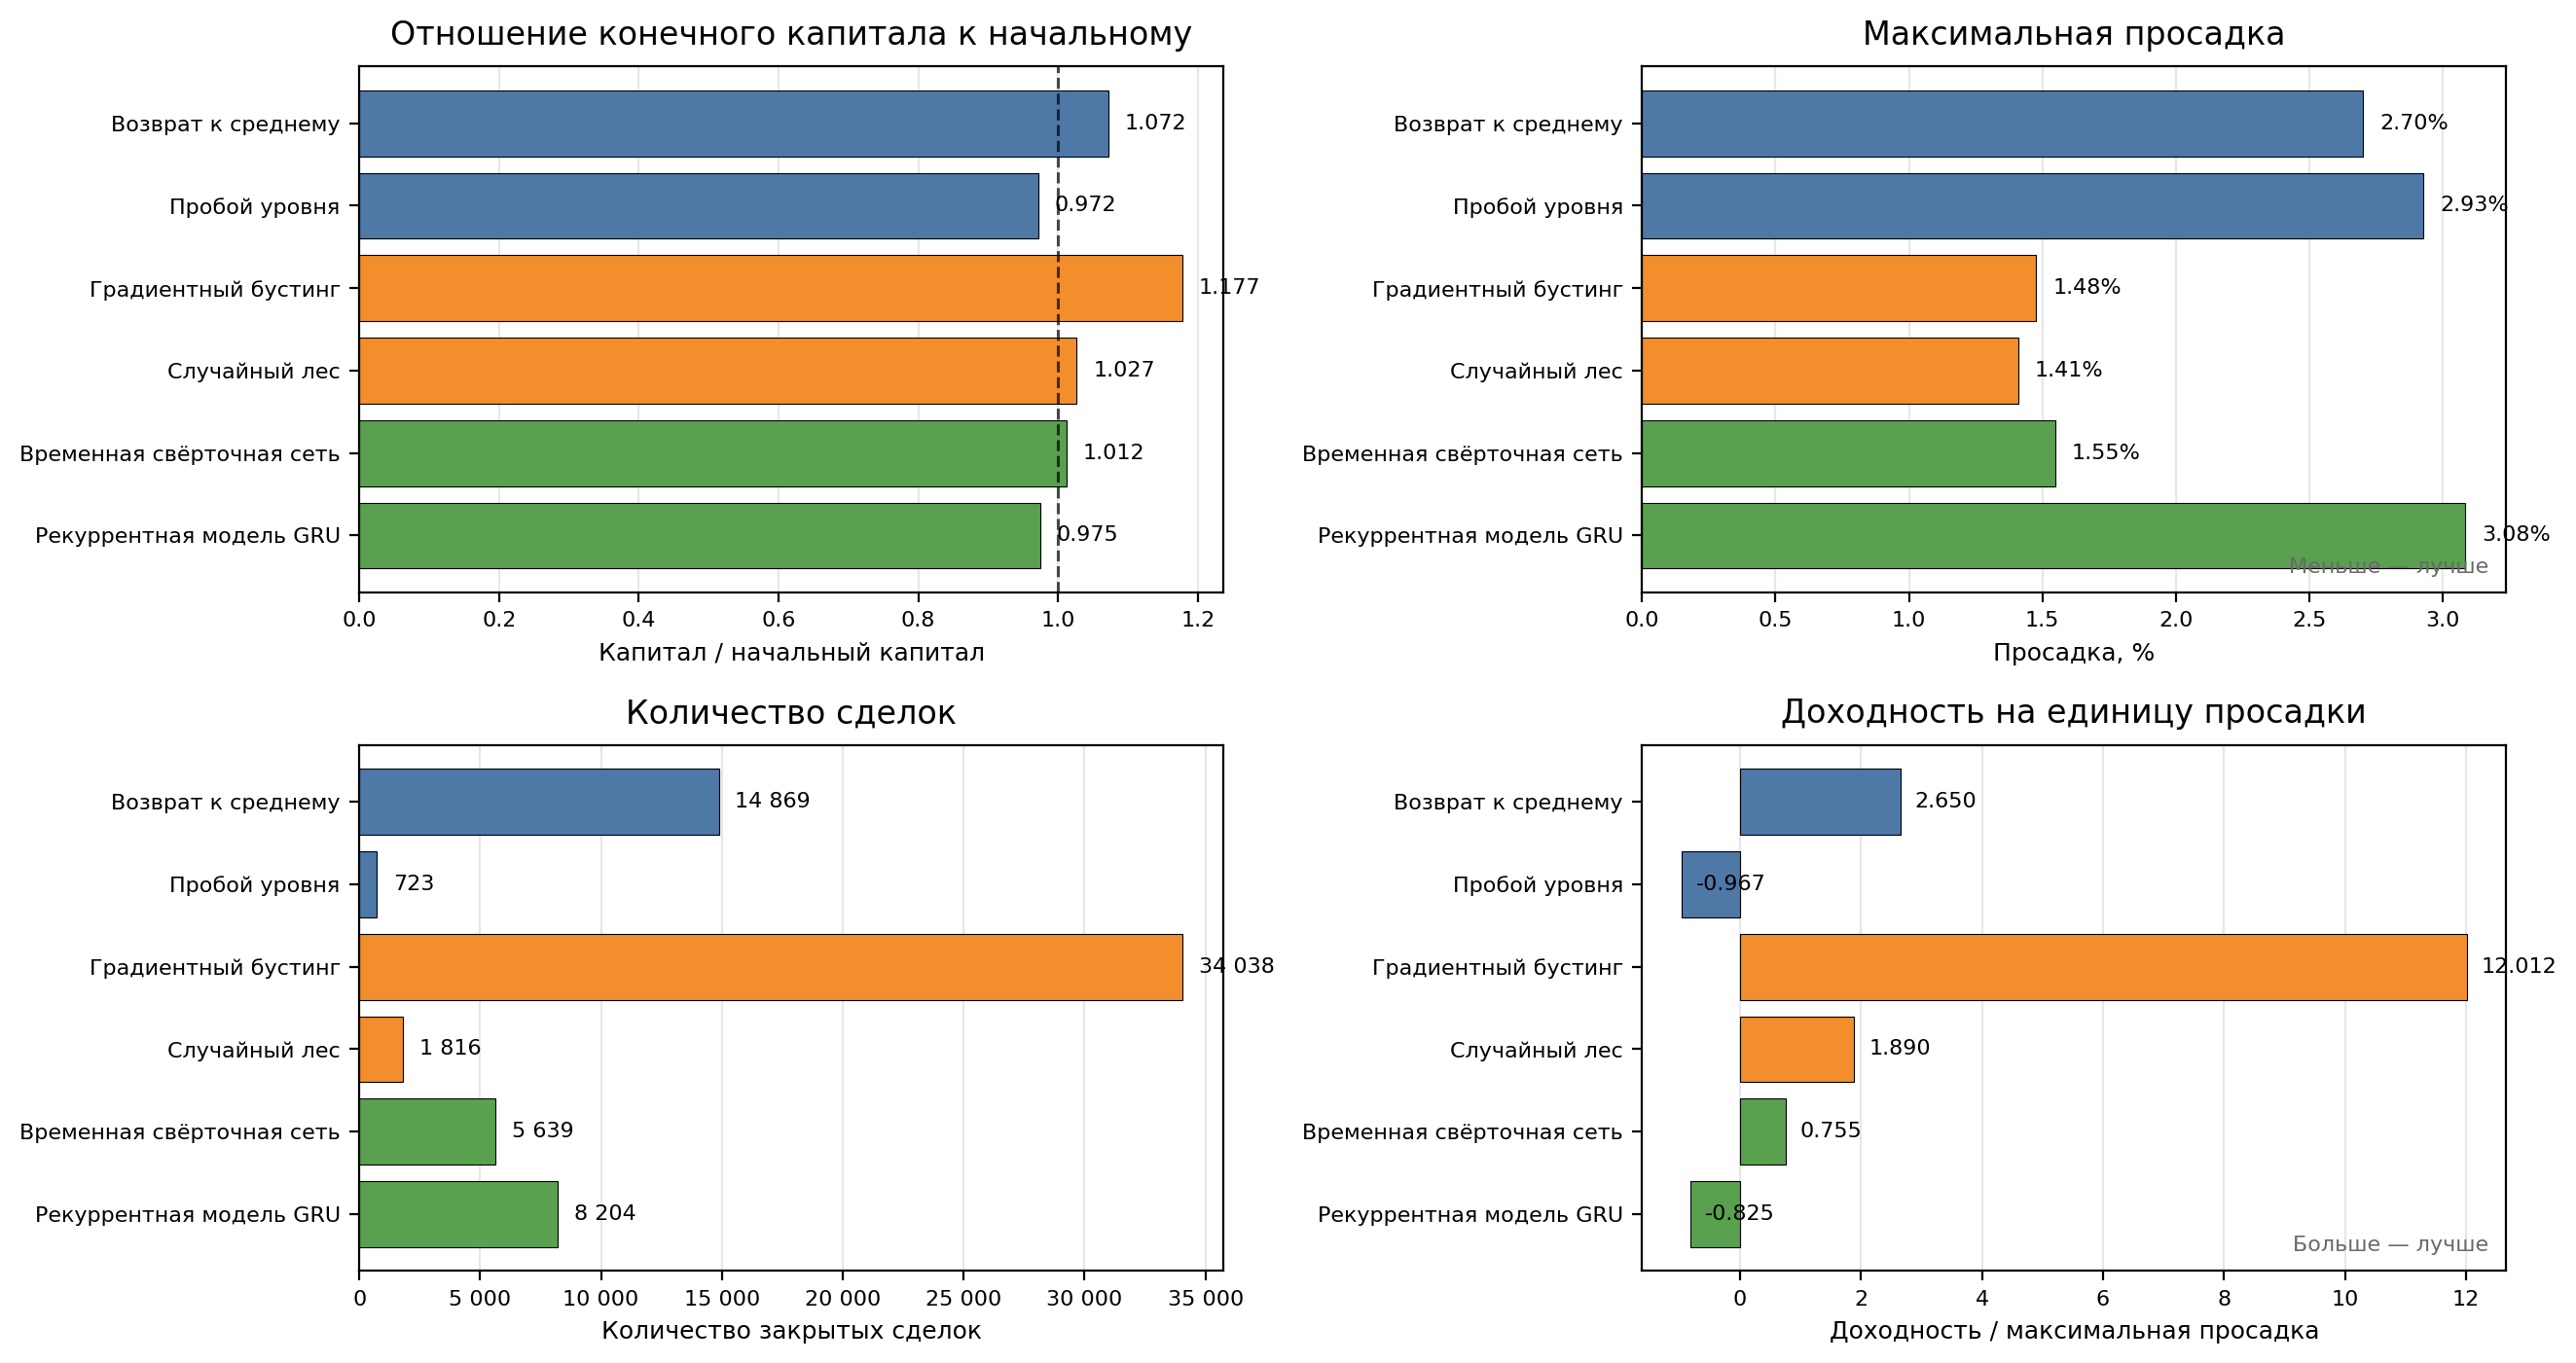 Отношение конечного капитала к начальному
Возврат к среднему
1.072
Пробой уровня
0.972
Градиентный бустинг
1.177
Случайный лес
1.027
Временная свёрточная сеть
1.012
Рекуррентная модель GRU
0.975
0.0 0.2 0.4 0.6 0.8 1.0 1.2
Капитал / начальный капитал
Максимальная просадка
Возврат к среднему
2.70%
Пробой уровня
2.93%
Градиентный бустинг
1.48%
Случайный лес
1.41%
Временная свёрточная сеть
1.55%
Рекуррентная модель GRU
3.08%
Меньше — лучше
0.0 0.5 1.0 1.5 2.0 2.5 3.0
Просадка, %
Количество сделок
Возврат к среднему
14 869
Пробой уровня
723
Градиентный бустинг
34 038
Случайный лес
1 816
Временная свёрточная сеть
5 639
Рекуррентная модель GRU
8 204
0 5 000 10 000 15 000 20 000 25 000 30 000 35 000
Количество закрытых сделок
Доходность на единицу просадки
Возврат к среднему
2.650
Пробой уровня
-0.967
Градиентный бустинг
12.012
Случайный лес
1.890
Временная свёрточная сеть
0.755
Рекуррентная модель GRU
-0.825
Больше — лучше
0 2 4 6 8 10 12
Доходность / максимальная просадка